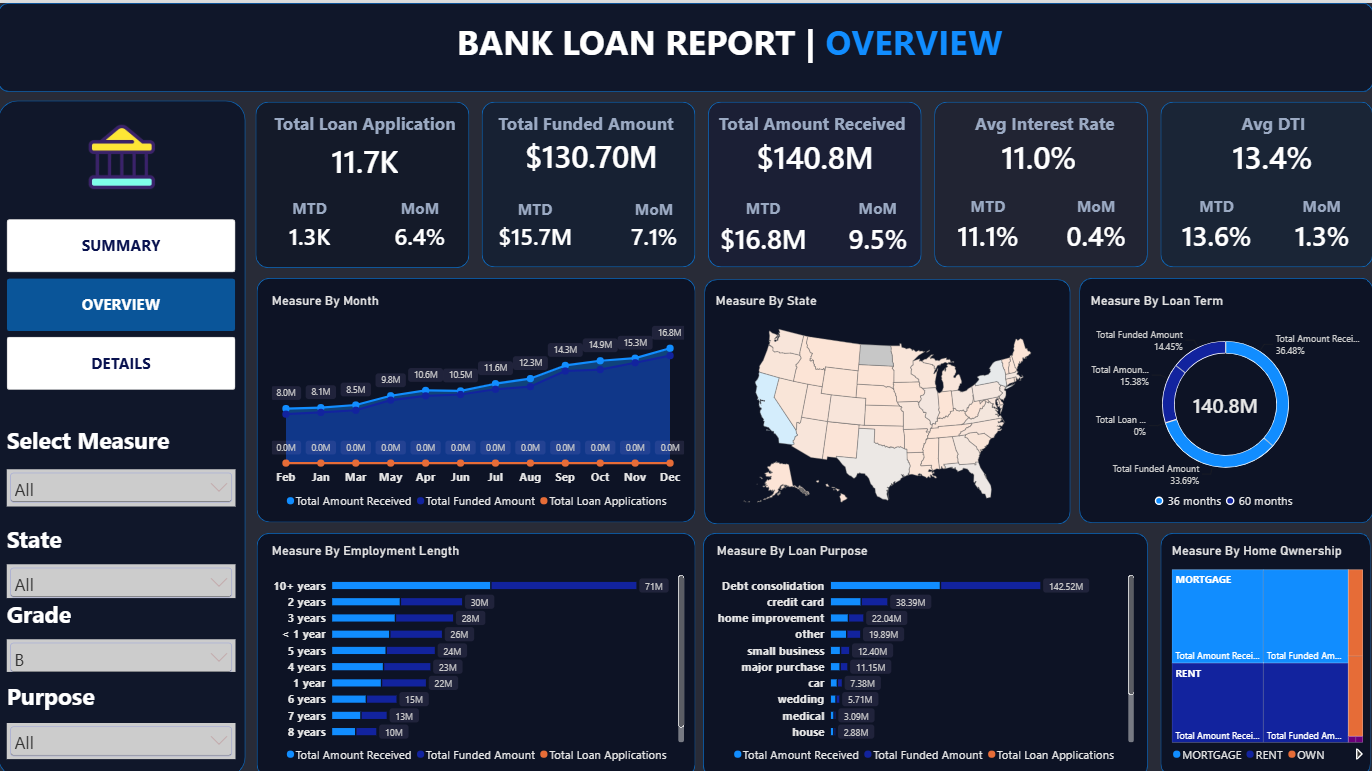 BANK LOAN REPORT | OVERVIEW
SUMMARY
OVERVIEW
DETAILS
Select Measure
All
State
All
Grade
B
Purpose
All
Total Loan Application
11.7K
MTD MoM
1.3K 6.4%
Total Funded Amount
$130.70M
MTD MoM
$15.7M 7.1%
Total Amount Received
$140.8M
MTD MoM
$16.8M 9.5%
Avg Interest Rate
11.0%
MTD MoM
11.1% 0.4%
Avg DTI
13.4%
MTD MoM
13.6% 1.3%
Measure By Month
8.0M 8.1M 8.5M 9.8M 10.6M 10.5M 11.6M 12.3M 14.3M 14.9M 15.3M 16.8M
0.0M 0.0M 0.0M 0.0M 0.0M 0.0M 0.0M 0.0M 0.0M 0.0M 0.0M 0.0M
Feb Jan Mar May Apr Jun Jul Aug Sep Oct Nov Dec
Total Amount Received Total Funded Amount Total Loan Applications
Measure By State
Measure By Loan Term
Total Funded Amount
14.45%
Total Amount Recei...
36.48%
Total Amoun...
15.38%
140.8M
Total Loan ...
0%
Total Funded Amount
33.69%
36 months 60 months
Measure By Employment Length
10+ years 71M
2 years 30M
3 years 28M
< 1 year 26M
5 years 24M
4 years 23M
1 year 22M
6 years 15M
7 years 13M
8 years 10M
Total Amount Received Total Funded Amount Total Loan Applications
Measure By Loan Purpose
Debt consolidation 142.52M
credit card 38.39M
home improvement 22.04M
other 19.89M
small business 12.40M
major purchase 11.15M
car 7.38M
wedding 5.71M
medical 3.09M
house 2.88M
Total Amount Received Total Funded Amount Total Loan Applications
Measure By Home Qwnership
MORTGAGE
Total Amount Recei... Total Funded Am...
RENT
Total Amount Recei... Total Funded Am...
MORTGAGE RENT OWN